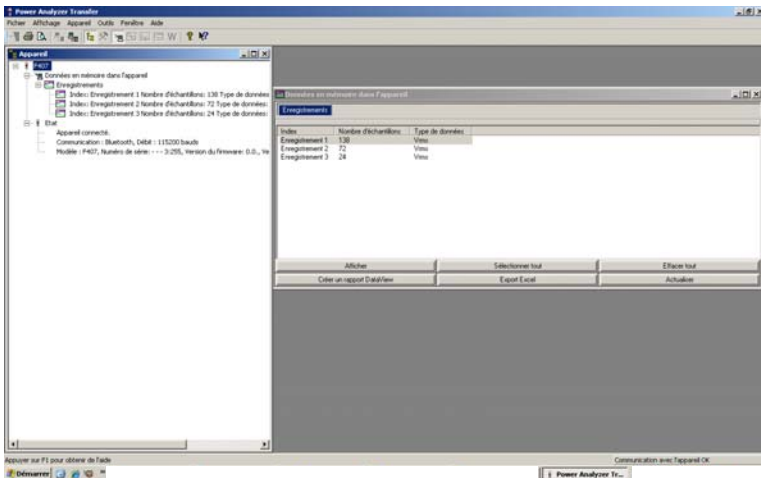 Power Analyzer Transfer
Fichier Affichage Appareil Outils Fenêtre Aide
Appareil
F407
Données en mémoire dans l'appareil
Enregistrements
Index: Enregistrement 1 Nombre d'échantillons: 138 Type de données
Index: Enregistrement 2 Nombre d'échantillons: 72 Type de données:
Index: Enregistrement 3 Nombre d'échantillons: 24 Type de données:
Etat
Appareil connecté.
Communication : Bluetooth, Débit : 115200 bauds
Modèle : F407, Numéro de série: - - - 3:255, Version du firmware: 0.0., Ve
Données en mémoire dans l'appareil
Enregistrements
Index Nombre d'échantillons Type de données
Enregistrement 1 138 Vrms
Enregistrement 2 72 Vrms
Enregistrement 3 24 Vrms
Afficher Sélectionner tout Effacer tout
Créer un rapport DataView Export Excel Actualiser
Appuyer sur F1 pour obtenir de l'aide Communication avec l'appareil OK
Démarrer Power Analyzer Tr...